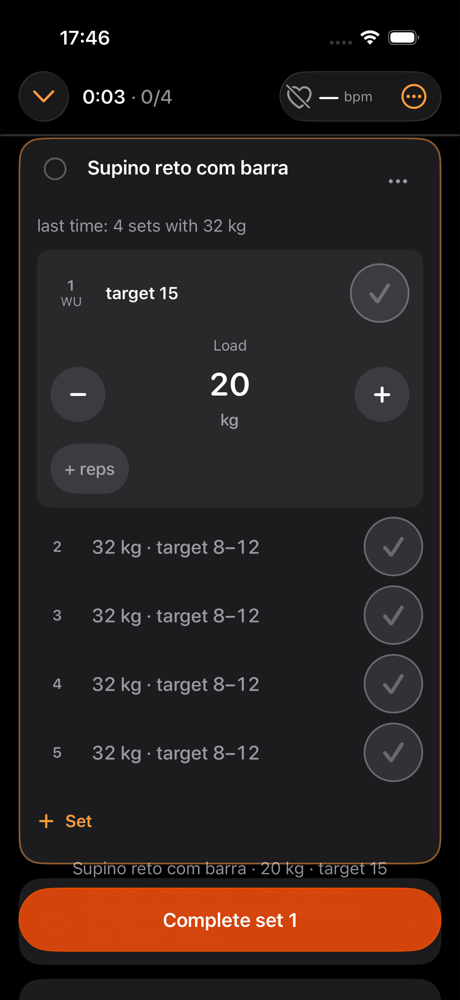 17:46
0:03 · 0/4
— bpm
Supino reto com barra
last time: 4 sets with 32 kg
1
WU
target 15
Load
20
kg
+ reps
2 32 kg · target 8–12
3 32 kg · target 8–12
4 32 kg · target 8–12
5 32 kg · target 8–12
+ Set
Supino reto com barra · 20 kg · target 15
Complete set 1